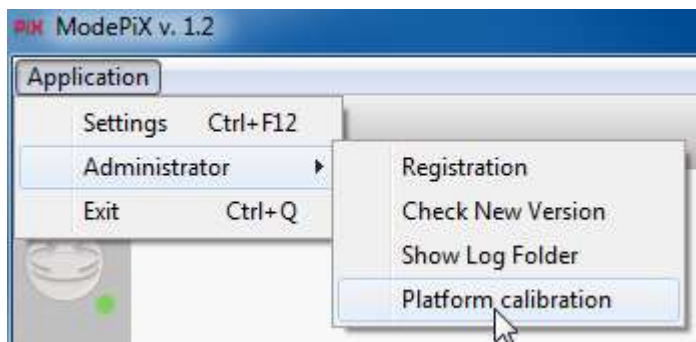 PiX ModePiX v. 1.2
Application
Settings Ctrl+F12
Administrator
Exit Ctrl+Q
Registration
Check New Version
Show Log Folder
Platform calibration